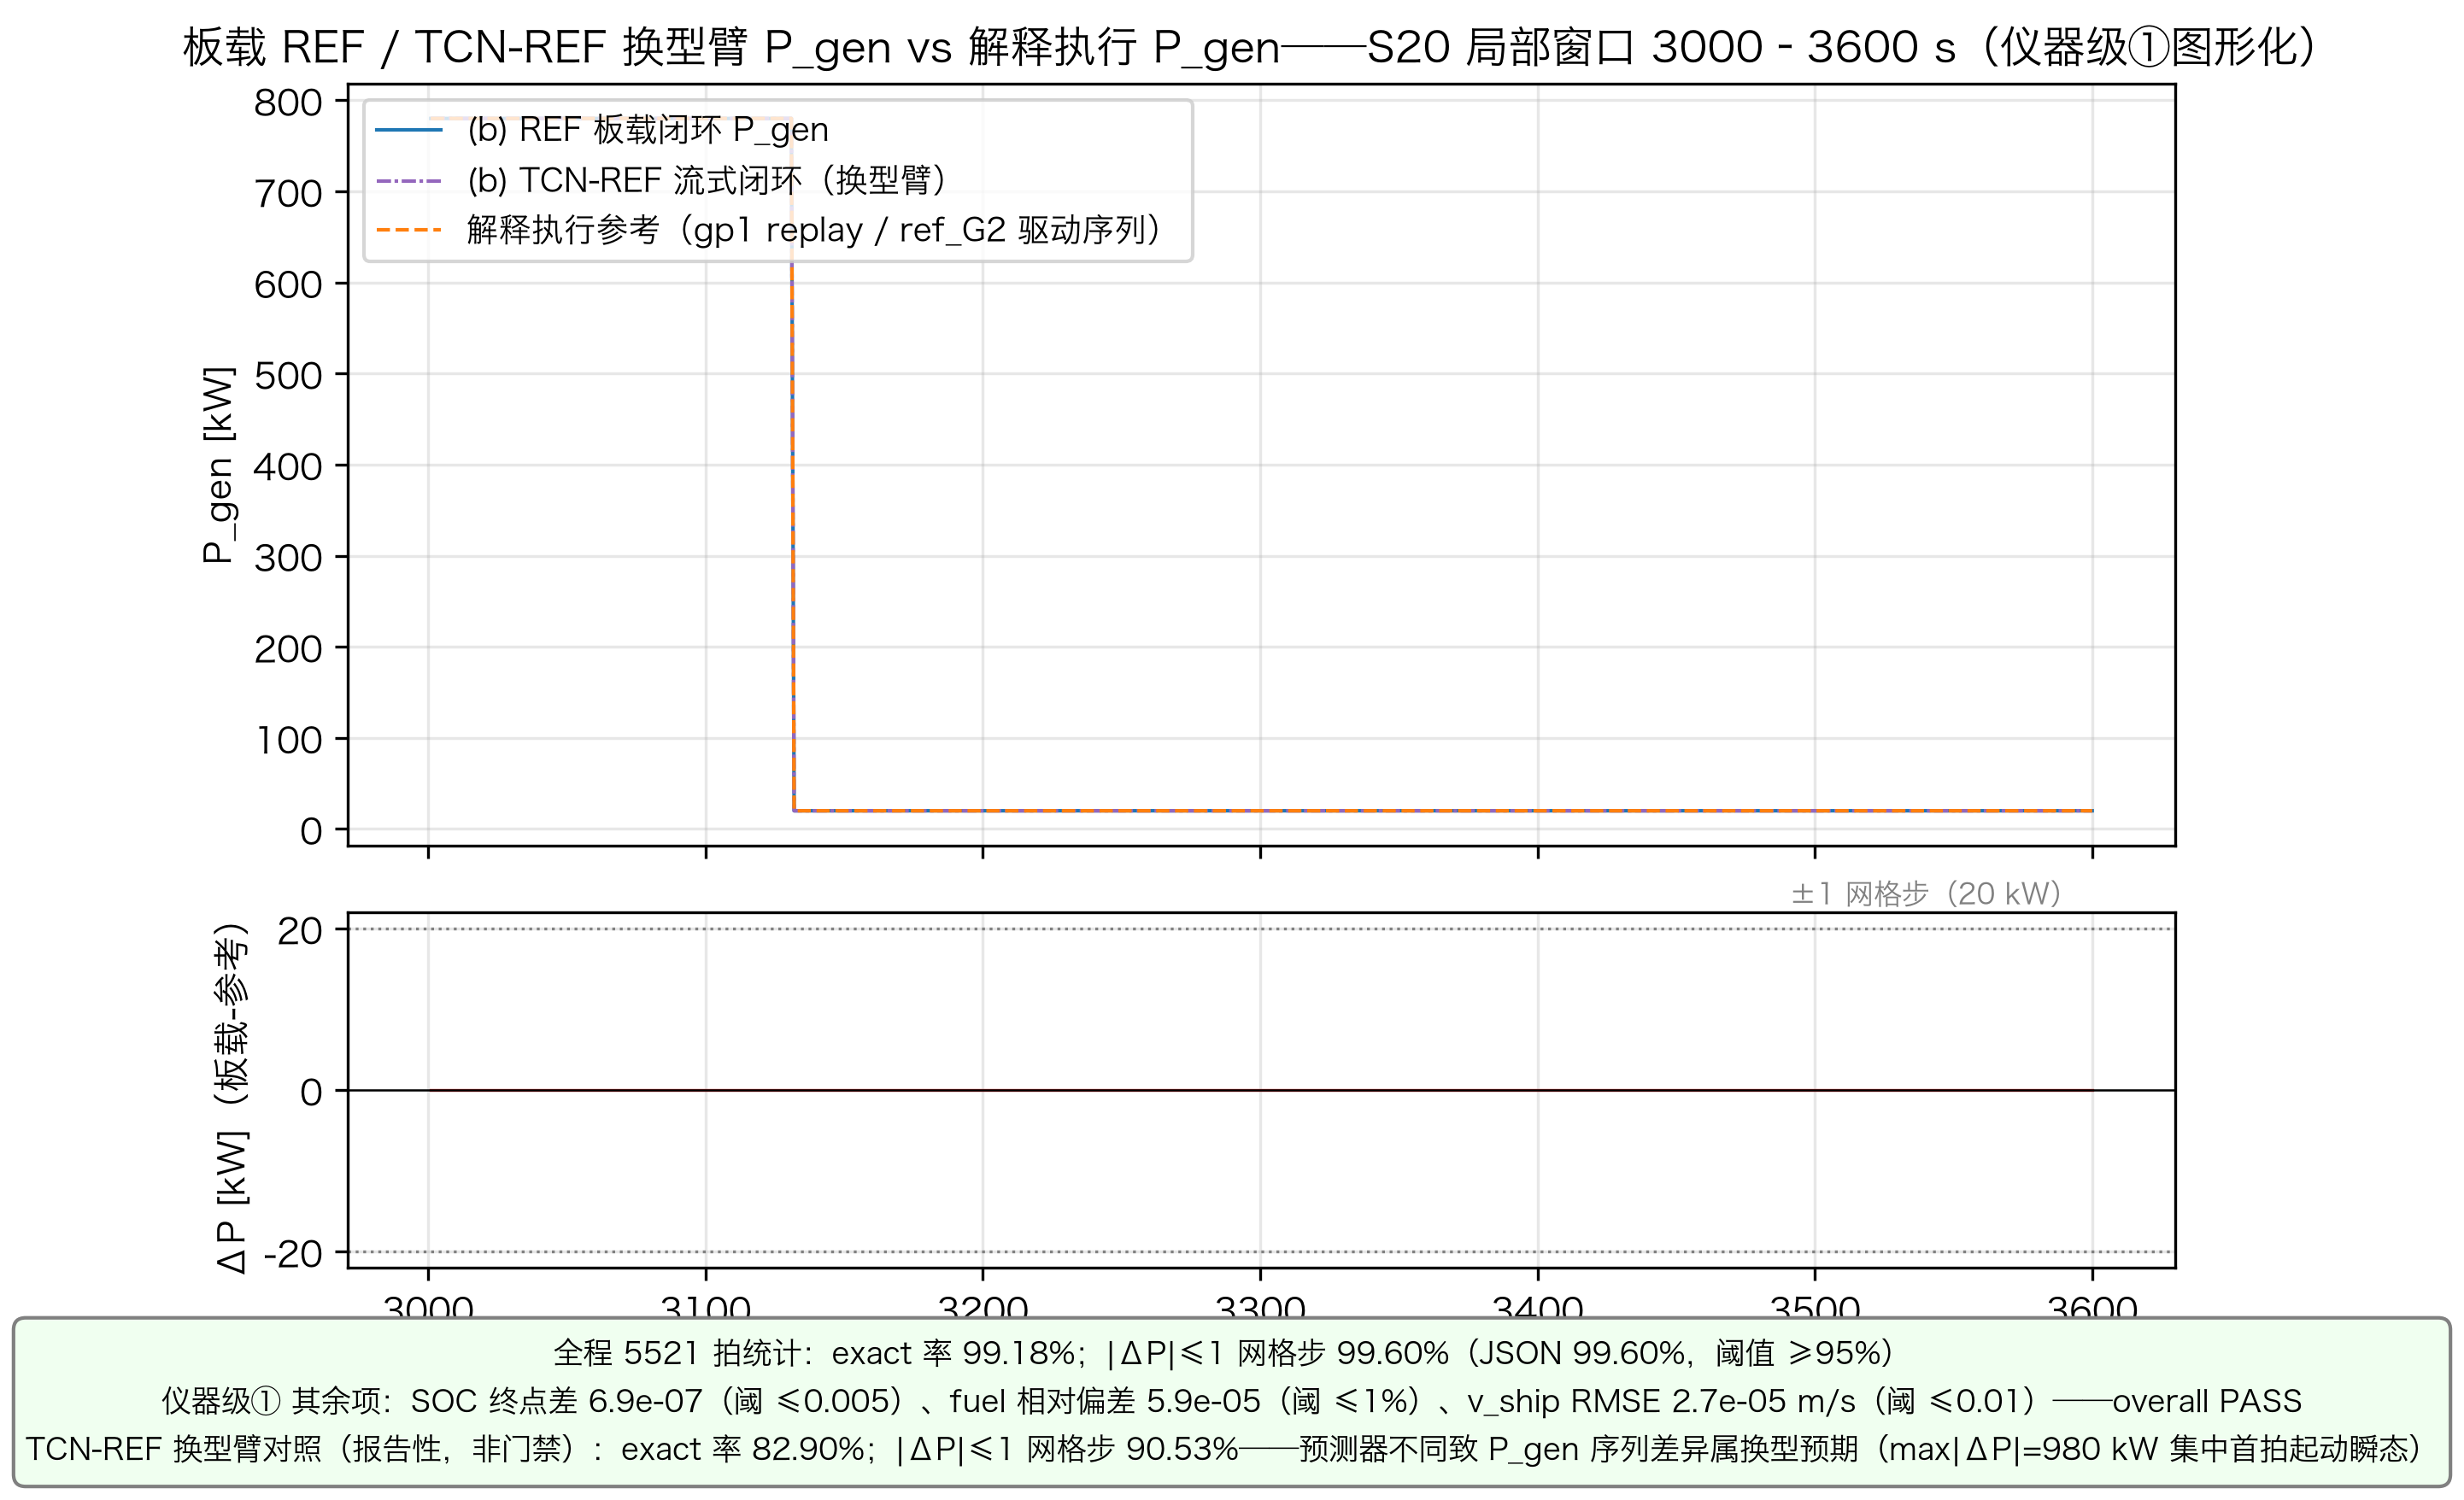 板载 REF / TCN-REF 换型臂 P_gen vs 解释执行 P_gen——S20 局部窗口 3000 - 3600 s（仪器级①图形化）
800
700
600
500
400
300
200
100
0
P_gen [kW]
(b) REF 板载闭环 P_gen
(b) TCN-REF 流式闭环（换型臂）
解释执行参考（gp1 replay / ref_G2 驱动序列）
±1 网格步（20 kW）
20
0
-20
ΔP [kW]（板载-参考）
3000 3100 3200 3300 3400 3500 3600
全程 5521 拍统计：exact 率 99.18%；|ΔP|≤1 网格步 99.60%（JSON 99.60%，阈值 ≥95%）
仪器级① 其余项：SOC 终点差 6.9e-07（阈 ≤0.005）、fuel 相对偏差 5.9e-05（阈 ≤1%）、v_ship RMSE 2.7e-05 m/s（阈 ≤0.01）——overall PASS
TCN-REF 换型臂对照（报告性，非门禁）：exact 率 82.90%；|ΔP|≤1 网格步 90.53%——预测器不同致 P_gen 序列差异属换型预期（max|ΔP|=980 kW 集中首拍起动瞬态）